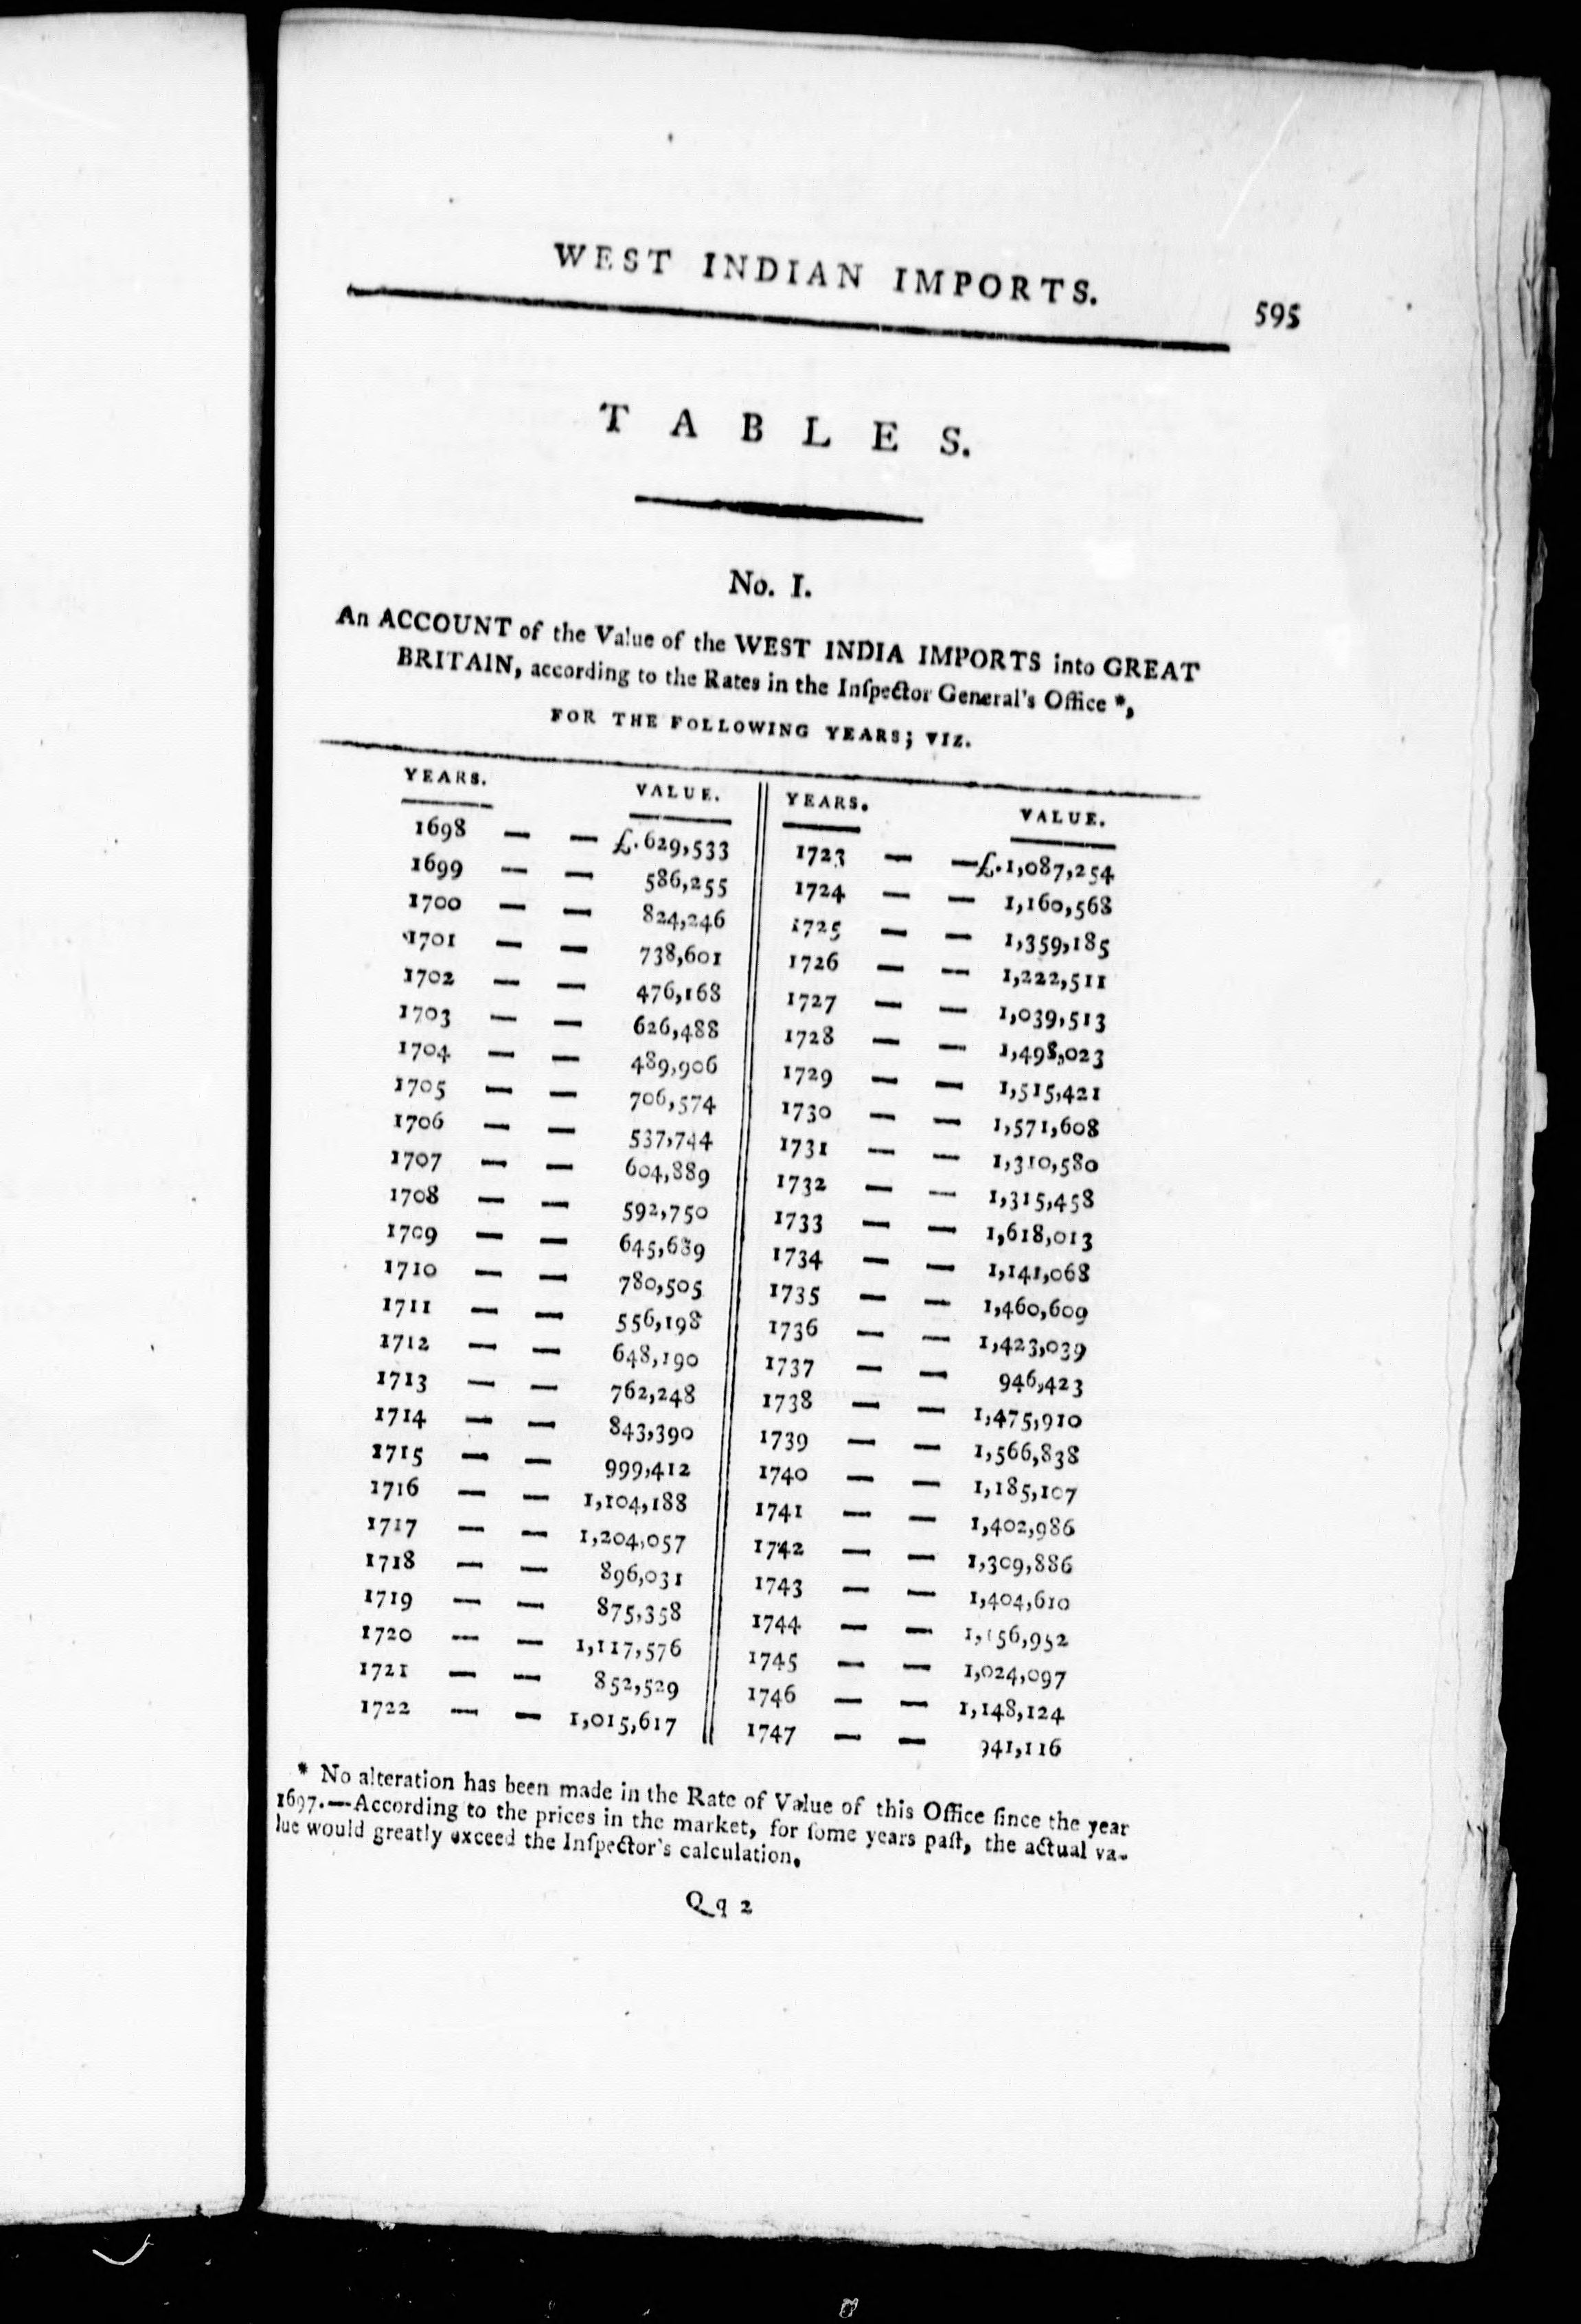 WEST INDIAN IMPORTS.
595
TABLES.
No. I.
An ACCOUNT of the Value of the WEST INDIA IMPORTS into GREAT
BRITAIN, according to the Rates in the Inſpector General's Office *,
FOR THE FOLLOWING YEARS; VIZ.
YEARS. VALUE. YEARS. VALUE.
1698 — — £.629,533 1723 — —£.1,087,254
1699 — — 586,255 1724 — — 1,160,568
1700 — — 824,246 1725 — — 1,359,185
1701 — — 738,601 1726 — — 1,222,511
1702 — — 476,168 1727 — — 1,039,513
1703 — — 626,488 1728 — — 1,498,023
1704 — — 489,906 1729 — — 1,515,421
1705 — — 706,574 1730 — — 1,571,608
1706 — — 537,744 1731 — — 1,310,580
1707 — — 604,889 1732 — — 1,315,458
1708 — — 592,750 1733 — — 1,618,013
1709 — — 645,689 1734 — — 1,141,068
1710 — — 780,505 1735 — — 1,460,609
1711 — — 556,198 1736 — — 1,423,039
1712 — — 648,190 1737 — — 946,423
1713 — — 762,248 1738 — — 1,475,910
1714 — — 843,390 1739 — — 1,566,838
1715 — — 999,412 1740 — — 1,185,107
1716 — — 1,104,188 1741 — — 1,402,986
1717 — — 1,204,057 1742 — — 1,309,886
1718 — — 896,031 1743 — — 1,404,610
1719 — — 875,358 1744 — —
1720 — — 1,117,576 1745 — — 1,024,097
1721 — — 852,529 1746 — — 1,148,124
1722 — — 1,015,617 1747 — — 941,116
* No alteration has been made in the Rate of Value of this Office ſince the year
1697.—According to the prices in the market, for ſome years paſt, the actual va-
lue would greatly exceed the Inſpector's calculation.
Qq 2